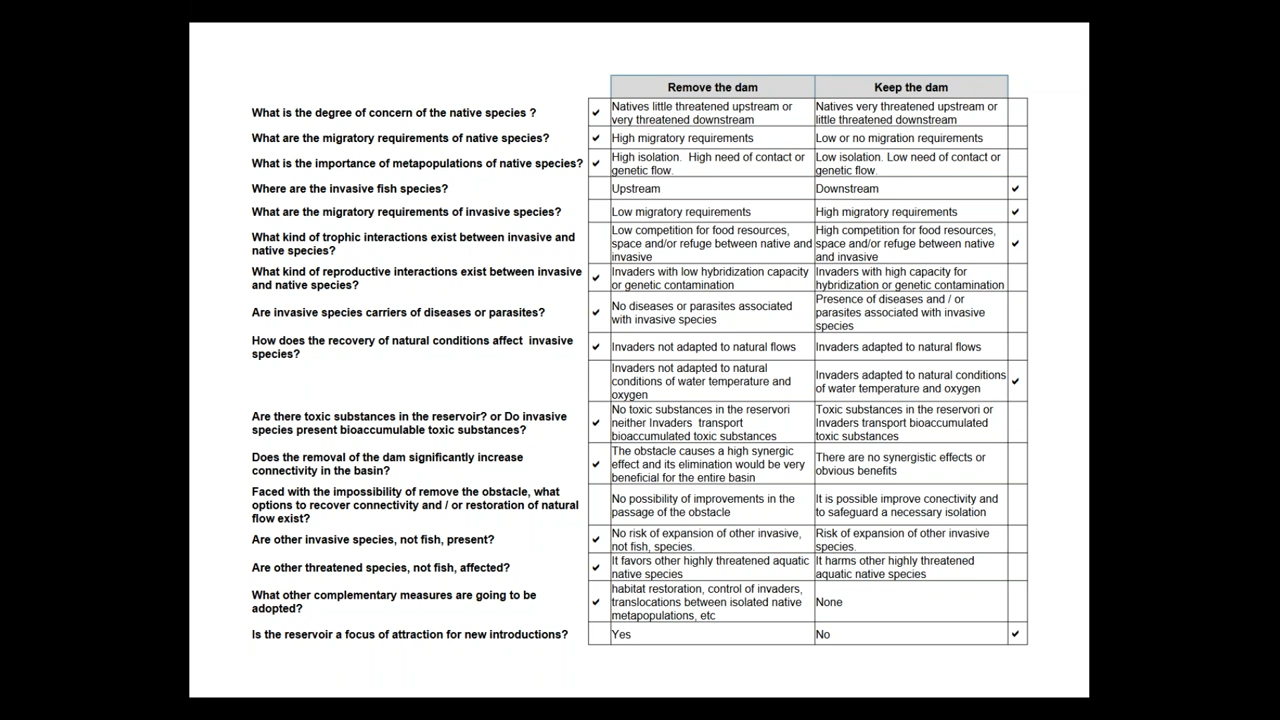 Remove the dam Keep the dam
What is the degree of concern of the native species ? ✓ Natives little threatened upstream or very threatened downstream Natives very threatened upstream or little threatened downstream
What are the migratory requirements of native species? ✓ High migratory requirements Low or no migration requirements
What is the importance of metapopulations of native species? ✓ High isolation. High need of contact or genetic flow. Low isolation. Low need of contact or genetic flow.
Where are the invasive fish species? Upstream Downstream ✓
What are the migratory requirements of invasive species? Low migratory requirements High migratory requirements ✓
What kind of trophic interactions exist between invasive and native species? Low competition for food resources, space and/or refuge between native and invasive High competition for food resources, space and/or refuge between native and invasive ✓
What kind of reproductive interactions exist between invasive and native species? ✓ Invaders with low hybridization capacity or genetic contamination Invaders with high capacity for hybridization or genetic contamination
Are invasive species carriers of diseases or parasites? ✓ No diseases or parasites associated with invasive species Presence of diseases and / or parasites associated with invasive species
How does the recovery of natural conditions affect invasive species? ✓ Invaders not adapted to natural flows Invaders adapted to natural flows
Invaders not adapted to natural conditions of water temperature and oxygen Invaders adapted to natural conditions of water temperature and oxygen ✓
Are there toxic substances in the reservoir? or Do invasive species present bioaccumulable toxic substances? ✓ No toxic substances in the reservori neither Invaders transport bioaccumulated toxic substances Toxic substances in the reservori or Invaders transport bioaccumulated toxic substances
Does the removal of the dam significantly increase connectivity in the basin? ✓ The obstacle causes a high synergic effect and its elimination would be very beneficial for the entire basin There are no synergistic effects or obvious benefits
Faced with the impossibility of remove the obstacle, what options to recover connectivity and / or restoration of natural flow exist? No possibility of improvements in the passage of the obstacle It is possible improve conectivity and to safeguard a necessary isolation
Are other invasive species, not fish, present? ✓ No risk of expansion of other invasive, not fish, species. Risk of expansion of other invasive species.
Are other threatened species, not fish, affected? ✓ It favors other highly threatened aquatic native species It harms other highly threatened aquatic native species
What other complementary measures are going to be adopted? ✓ habitat restoration, control of invaders, translocations between isolated native metapopulations, etc None
Is the reservoir a focus of attraction for new introductions? Yes No ✓